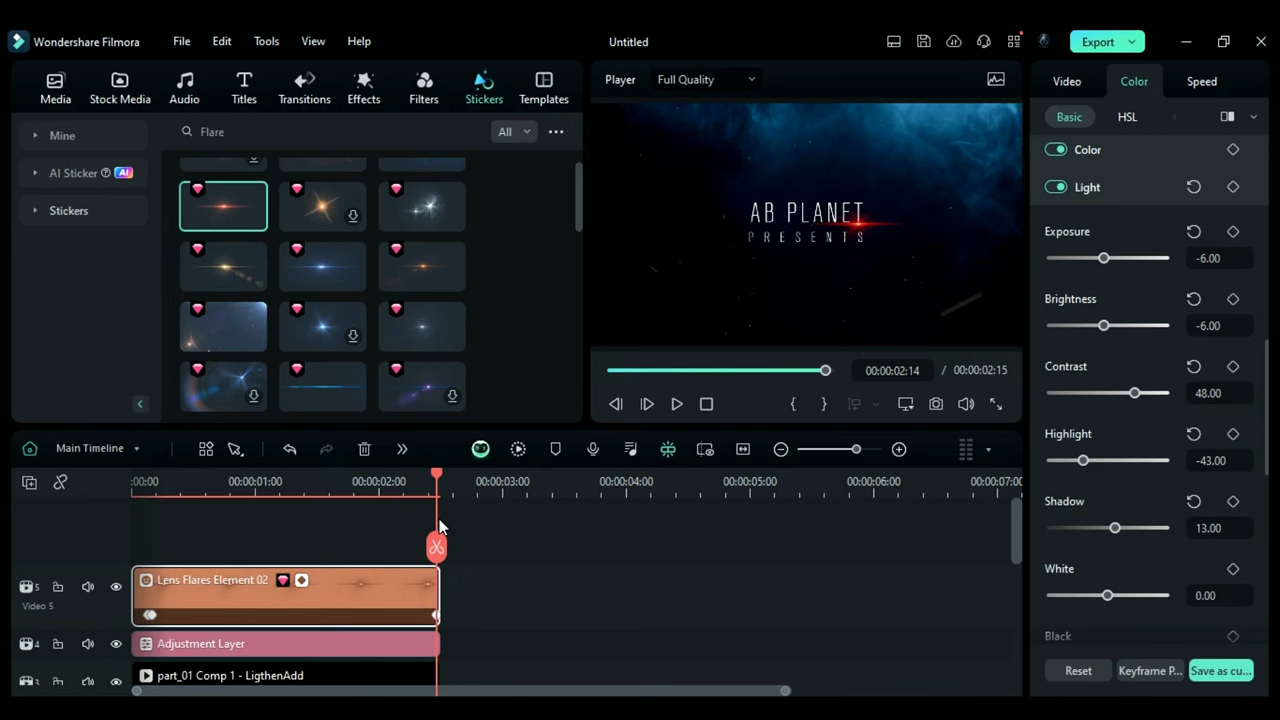 Wondershare Filmora
File
Edit
Tools
View
Help
Untitled
Export
Media
Stock Media
Audio
Titles
Transitions
Effects
Filters
Stickers
Templates
Player
Full Quality
Video
Color
Speed
Mine
AI Sticker AI
Stickers
Flare
All
AB PLANET
PRESENTS
Basic
HSL
Color
Light
Exposure
-6.00
Brightness
-6.00
Contrast
48.00
Highlight
-43.00
Shadow
13.00
White
0.00
Black
Reset
Keyframe P...
Save as cu...
00:00:02:14 / 00:00:02:15
Main Timeline
:00:00
00:00:01:00
00:00:02:00
00:00:03:00
00:00:04:00
00:00:05:00
00:00:06:00
00:00:07:0
5
Video 5
Lens Flares Element 02
4
Adjustment Layer
3
part_01 Comp 1 - LigthenAdd